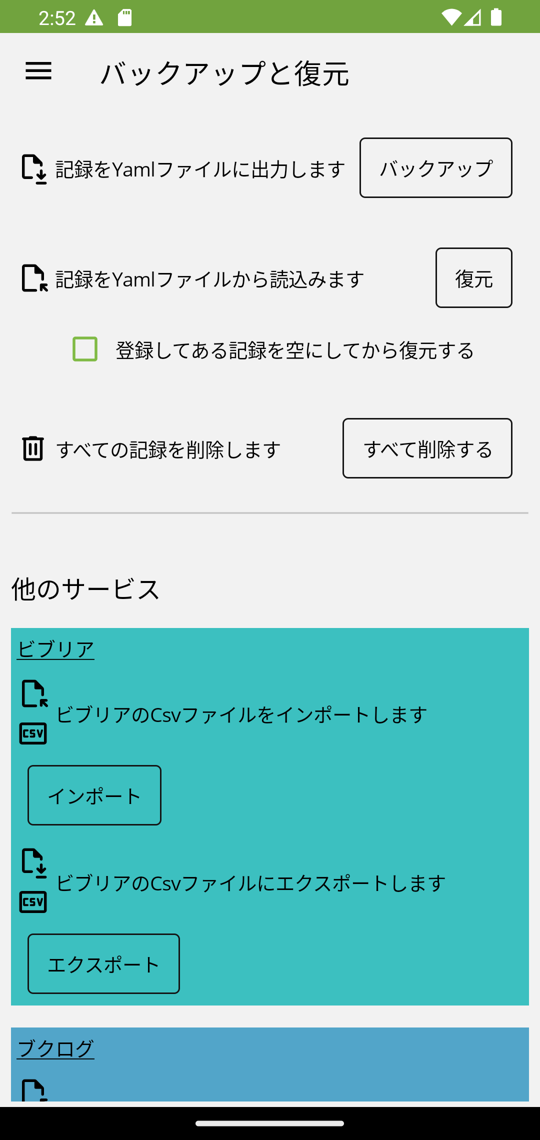 2:52
バックアップと復元
記録をYamlファイルに出力します
バックアップ
記録をYamlファイルから読込みます
復元
登録してある記録を空にしてから復元する
すべての記録を削除します
すべて削除する
他のサービス
ビブリア
ビブリアのCsvファイルをインポートします
CSV
インポート
ビブリアのCsvファイルにエクスポートします
CSV
エクスポート
ブクログ